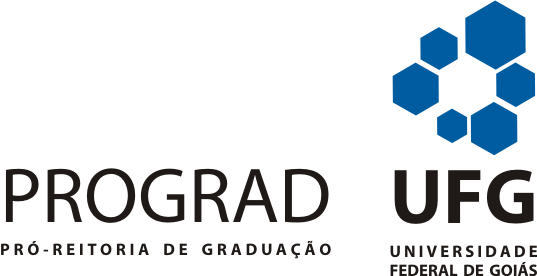 PROGRAD
PRÓ-REITORIA DE GRADUAÇÃO
UFG
UNIVERSIDADE
FEDERAL DE GOIÁS